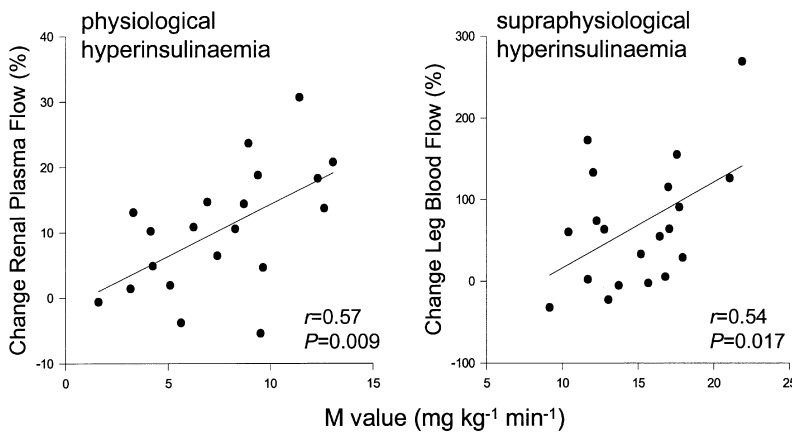 physiological
hyperinsulinaemia
Change Renal Plasma Flow (%)
40
30
20
10
0
-10
0
5
10
15
r=0.57
P=0.009
supraphysiological
hyperinsulinaemia
Change Leg Blood Flow (%)
300
200
100
0
-100
5
10
15
20
25
r=0.54
P=0.017
M value (mg kg-1 min-1)